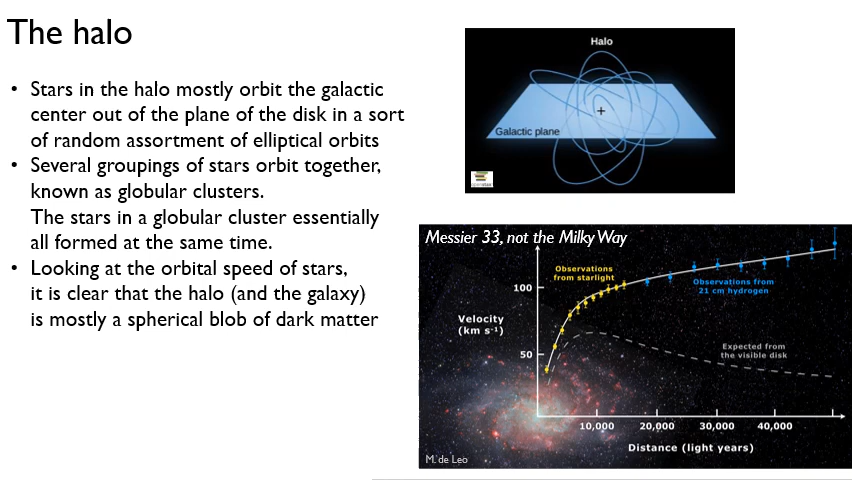 The halo
• Stars in the halo mostly orbit the galactic
center out of the plane of the disk in a sort
of random assortment of elliptical orbits
• Several groupings of stars orbit together,
known as globular clusters.
The stars in a globular cluster essentially
all formed at the same time.
• Looking at the orbital speed of stars,
it is clear that the halo (and the galaxy)
is mostly a spherical blob of dark matter
Halo
+
Galactic plane
Messier 33, not the Milky Way
Observations
from starlight
Observations from
21 cm hydrogen
100
Velocity
(km s⁻¹)
50
Expected from
the visible disk
10,000 20,000 30,000 40,000
Distance (light years)
M. de Leo